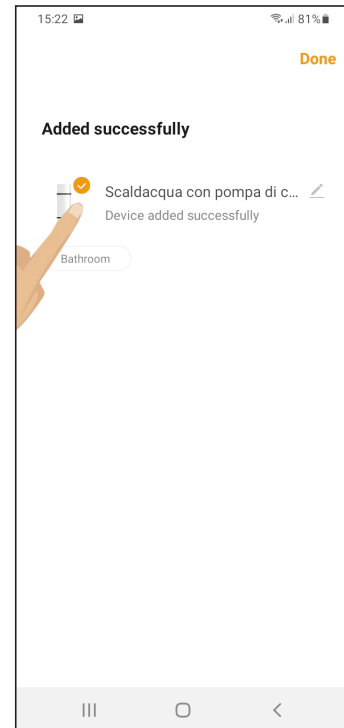 15:22 81%
Done
Added successfully
Scaldacqua con pompa di c...
Device added successfully
Bathroom